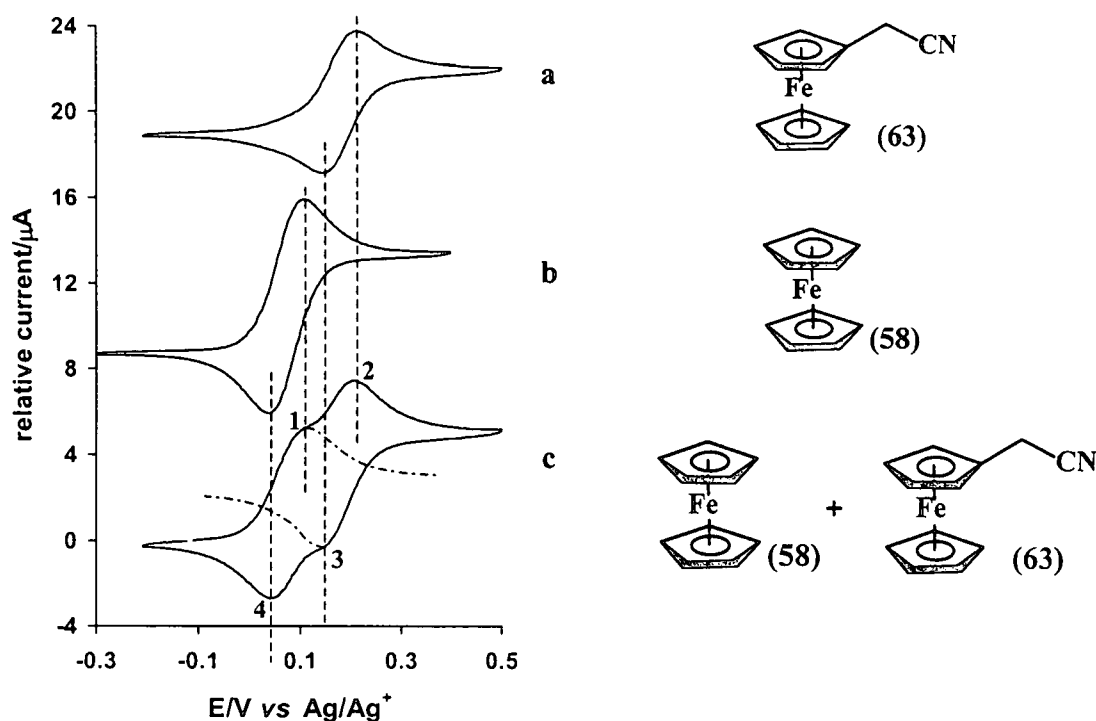 24
20
16
12
8
4
0
-4
relative current/μA
-0.3
-0.1
0.1
0.3
0.5
E/V vs Ag/Ag⁺
a
b
c
1
2
3
4
CN
Fe
(63)
Fe
(58)
Fe
(58)
+
CN
Fe
(63)